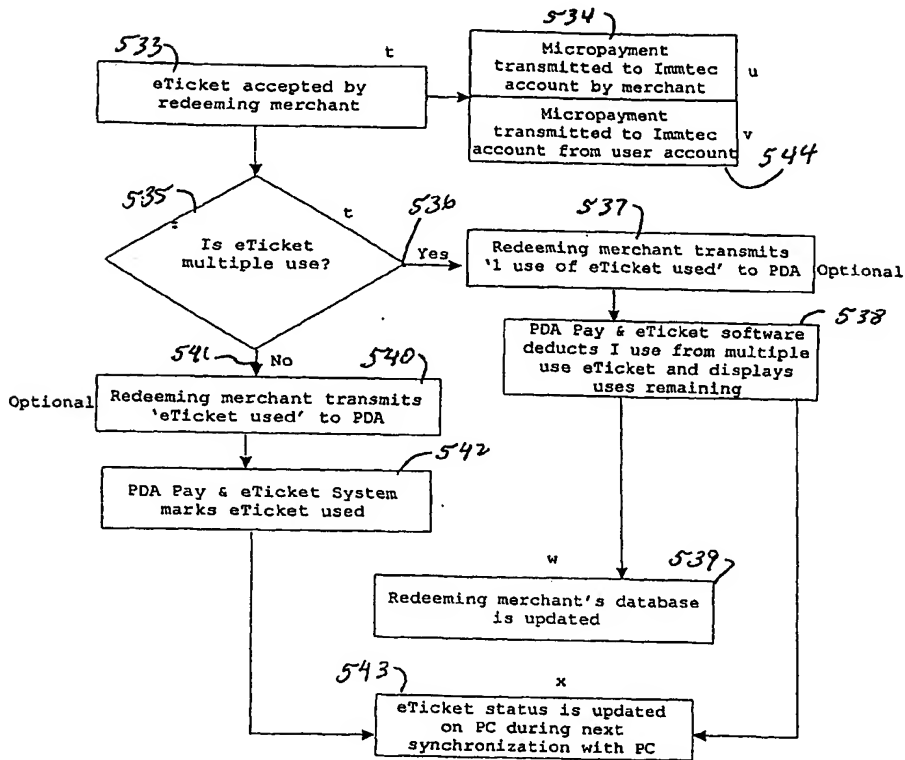 533
t
eTicket accepted by
redeeming merchant
534
Micropayment
transmitted to Immtec
account by merchant
u
Micropayment
transmitted to Immtec
account from user account
v
544
535
t
536
Is eTicket
multiple use?
Yes
537
Redeeming merchant transmits
‘1 use of eTicket used’ to PDA
Optional
538
PDA Pay & eTicket software
deducts I use from multiple
use eTicket and displays
uses remaining
541
No
540
Optional
Redeeming merchant transmits
‘eTicket used’ to PDA
542
PDA Pay & eTicket System
marks eTicket used
w
539
Redeeming merchant's database
is updated
543
x
eTicket status is updated
on PC during next
synchronization with PC